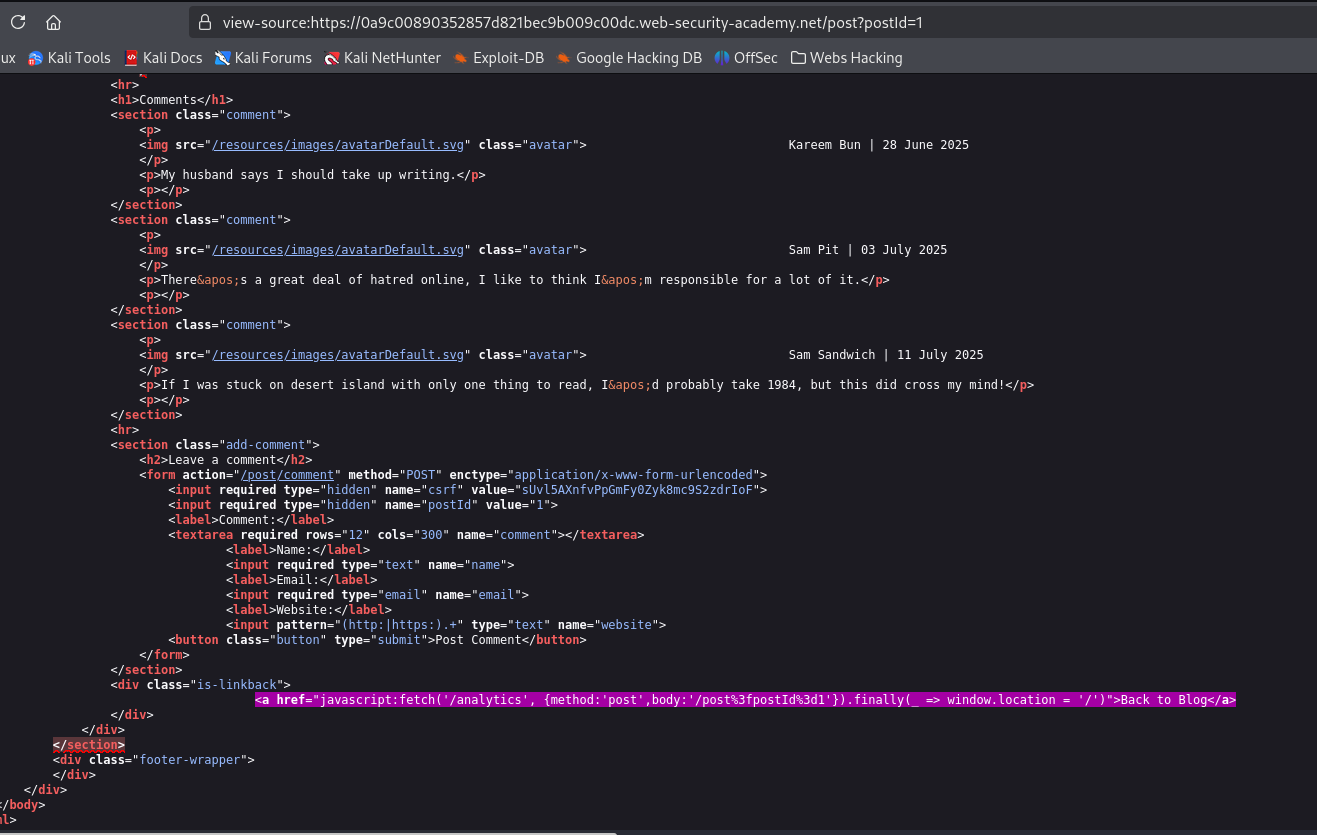 view-source:https://0a9c00890352857d821bec9b009c00dc.web-security-academy.net/post?postId=1
ux Kali Tools Kali Docs Kali Forums Kali NetHunter Exploit-DB Google Hacking DB OffSec Webs Hacking
<hr>
<h1>Comments</h1>
<section class="comment">
<p>
<img src="/resources/images/avatarDefault.svg" class="avatar"> Kareem Bun | 28 June 2025
</p>
<p>My husband says I should take up writing.</p>
<p></p>
</section>
<section class="comment">
<p>
<img src="/resources/images/avatarDefault.svg" class="avatar"> Sam Pit | 03 July 2025
</p>
<p>There&apos;s a great deal of hatred online, I like to think I&apos;m responsible for a lot of it.</p>
<p></p>
</section>
<section class="comment">
<p>
<img src="/resources/images/avatarDefault.svg" class="avatar"> Sam Sandwich | 11 July 2025
</p>
<p>If I was stuck on desert island with only one thing to read, I&apos;d probably take 1984, but this did cross my mind!</p>
<p></p>
</section>
<hr>
<section class="add-comment">
<h2>Leave a comment</h2>
<form action="/post/comment" method="POST" enctype="application/x-www-form-urlencoded">
<input required type="hidden" name="csrf" value="sUvl5AXnfvPpGmFy0Zyk8mc9S2zdrIoF">
<input required type="hidden" name="postId" value="1">
<label>Comment:</label>
<textarea required rows="12" cols="300" name="comment"></textarea>
<label>Name:</label>
<input required type="text" name="name">
<label>Email:</label>
<input required type="email" name="email">
<label>Website:</label>
<input pattern="(http:|https:).+" type="text" name="website">
<button class="button" type="submit">Post Comment</button>
</form>
</section>
<div class="is-linkback">
<a href="javascript:fetch('/analytics', {method:'post',body:'/post%3fpostId%3d1'}).finally(_ => window.location = '/')">Back to Blog</a>
</div>
</div>
</section>
<div class="footer-wrapper">
</div>
</div>
/body>
ml>